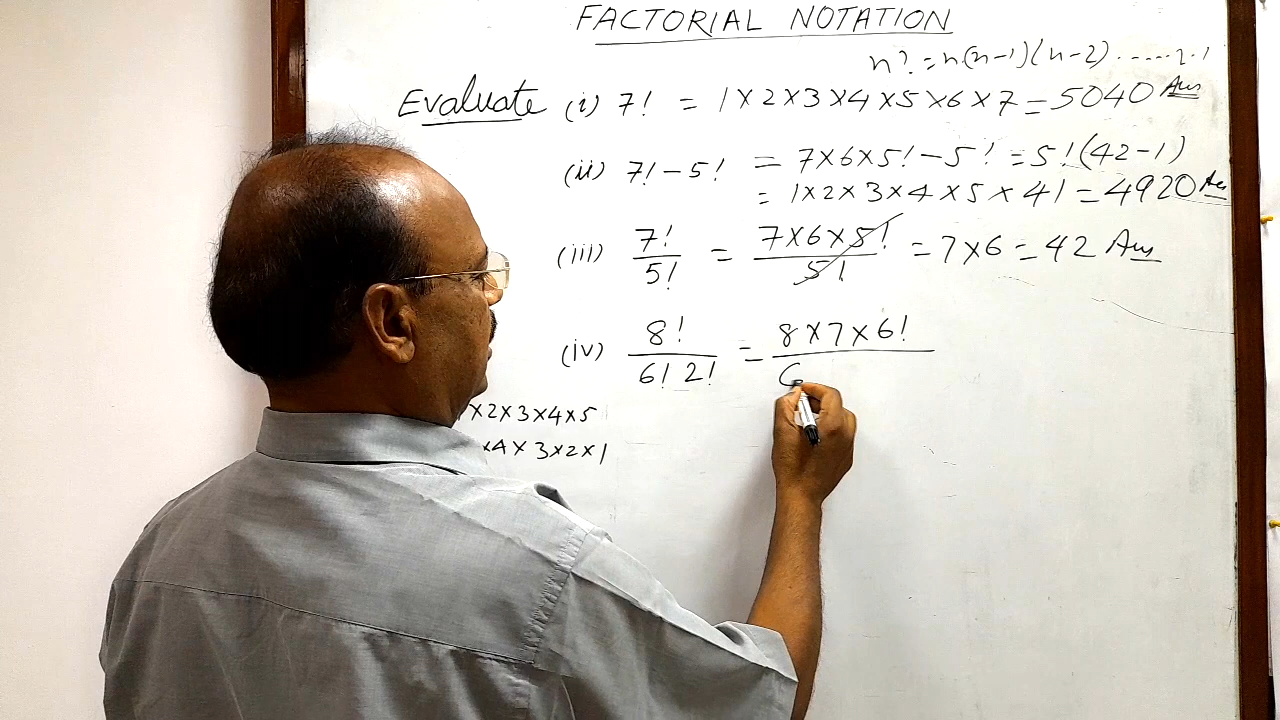 FACTORIAL NOTATION
n! = n(n-1)(n-2) ......2.1
Evaluate (i) 7! = 1×2×3×4×5×6×7 = 5040 Ans
(ii) 7! - 5! = 7×6×5! - 5! = 5!(42-1)
= 1×2×3×4×5×41 = 4920 Ans
(iii) 7!/5! = 7×6×5!/5! = 7×6 = 42 Ans
(iv) 8!/6! 2! = 8×7×6!/6
×2×3×4×5
×4×3×2×1